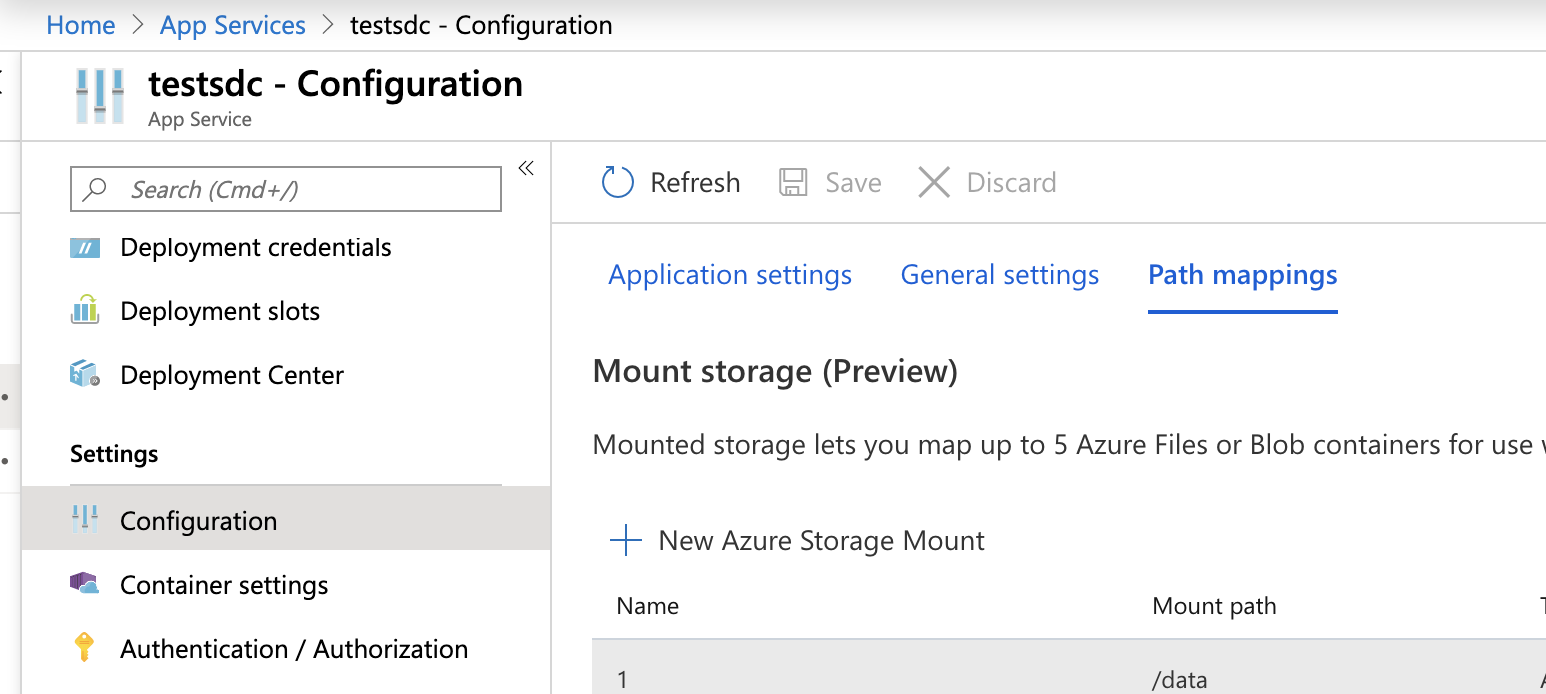 Home > App Services > testsdc - Configuration
testsdc - Configuration
App Service
Search (Cmd+/)
Deployment credentials
Deployment slots
Deployment Center
Settings
Configuration
Container settings
Authentication / Authorization
Refresh Save Discard
Application settings General settings Path mappings
Mount storage (Preview)
Mounted storage lets you map up to 5 Azure Files or Blob containers for use
New Azure Storage Mount
Name Mount path
1 /data